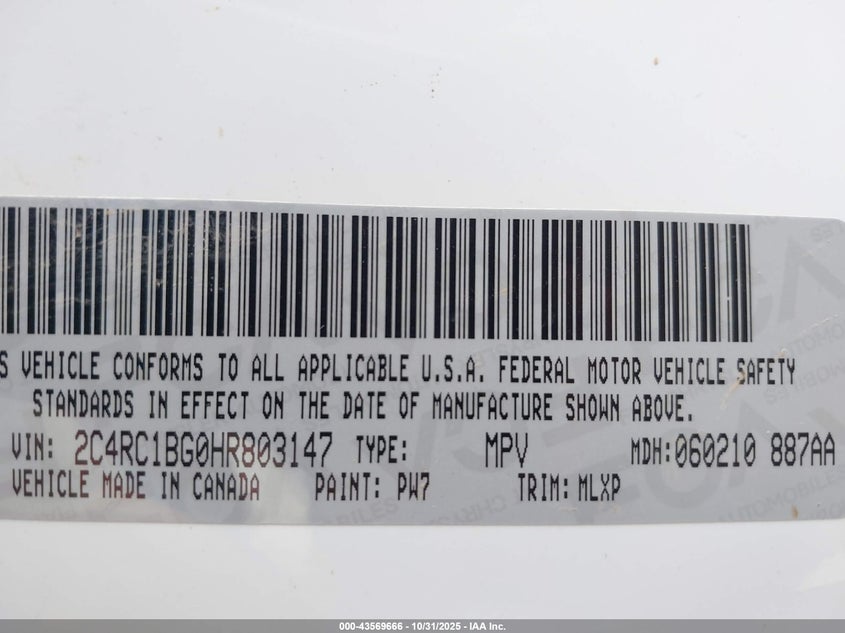 S VEHICLE CONFORMS TO ALL APPLICABLE U.S.A. FEDERAL MOTOR VEHICLE SAFETY
STANDARDS IN EFFECT ON THE DATE OF MANUFACTURE SHOWN ABOVE.
VIN: 2C4RC1BG0HR803147 TYPE: MPV MDH:060210 887AA
VEHICLE MADE IN CANADA PAINT: PW7 TRIM: MLXP
000-43569666 - 10/31/2025 - IAA Inc.